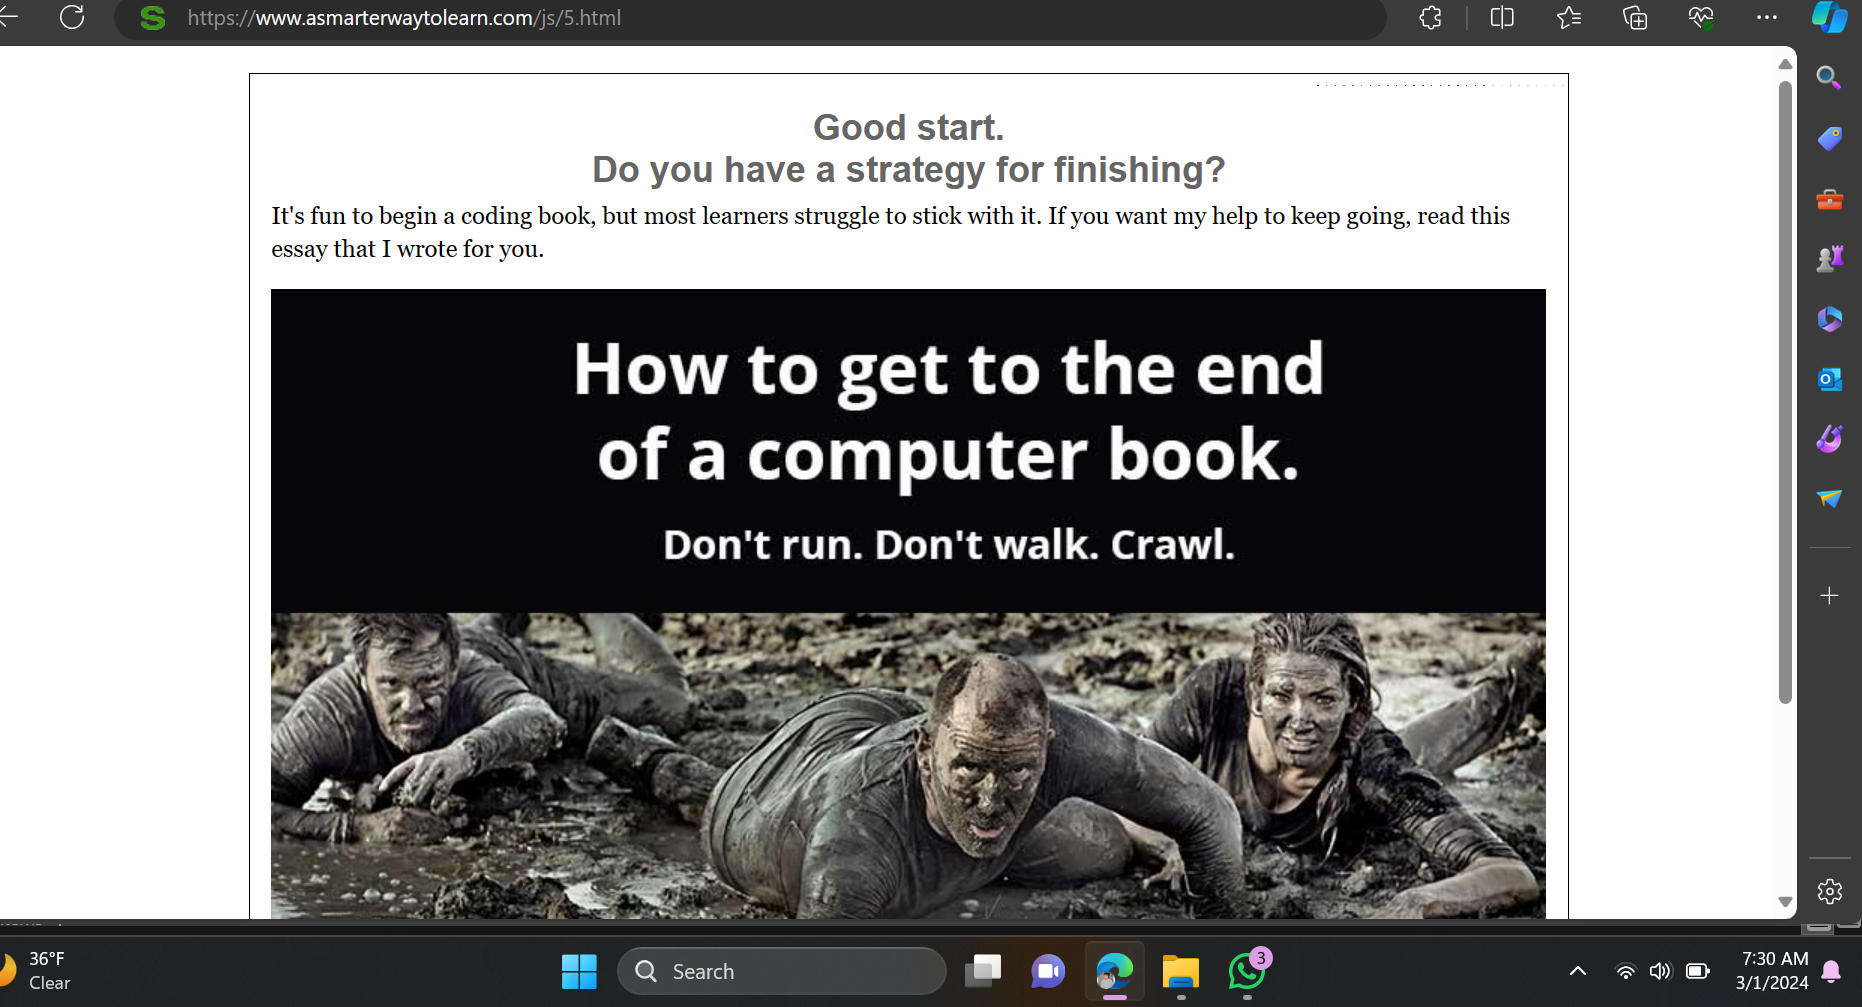 https://www.asmarterwaytolearn.com/js/5.html
Good start.
Do you have a strategy for finishing?
It's fun to begin a coding book, but most learners struggle to stick with it. If you want my help to keep going, read this
essay that I wrote for you.
How to get to the end
of a computer book.
Don't run. Don't walk. Crawl.
36°F
Clear
Search
3
7:30 AM
3/1/2024